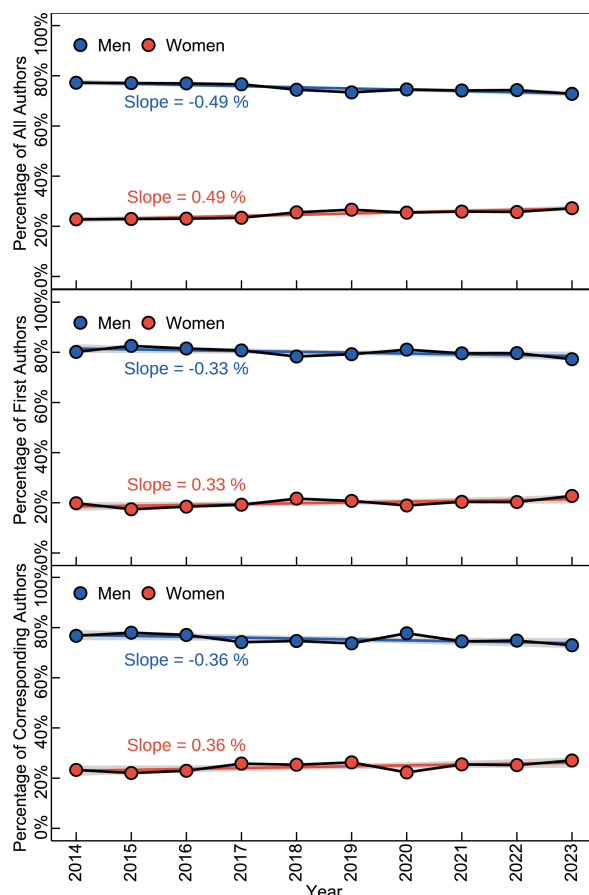 Percentage of All Authors
100%
80%
60%
40%
20%
0%
Men Women
Slope = -0.49 %
Slope = 0.49 %
Percentage of First Authors
100%
80%
60%
40%
20%
0%
Men Women
Slope = -0.33 %
Slope = 0.33 %
Percentage of Corresponding Authors
100%
80%
60%
40%
20%
0%
Men Women
Slope = -0.36 %
Slope = 0.36 %
2014 2015 2016 2017 2018 2019 2020 2021 2022 2023
Year